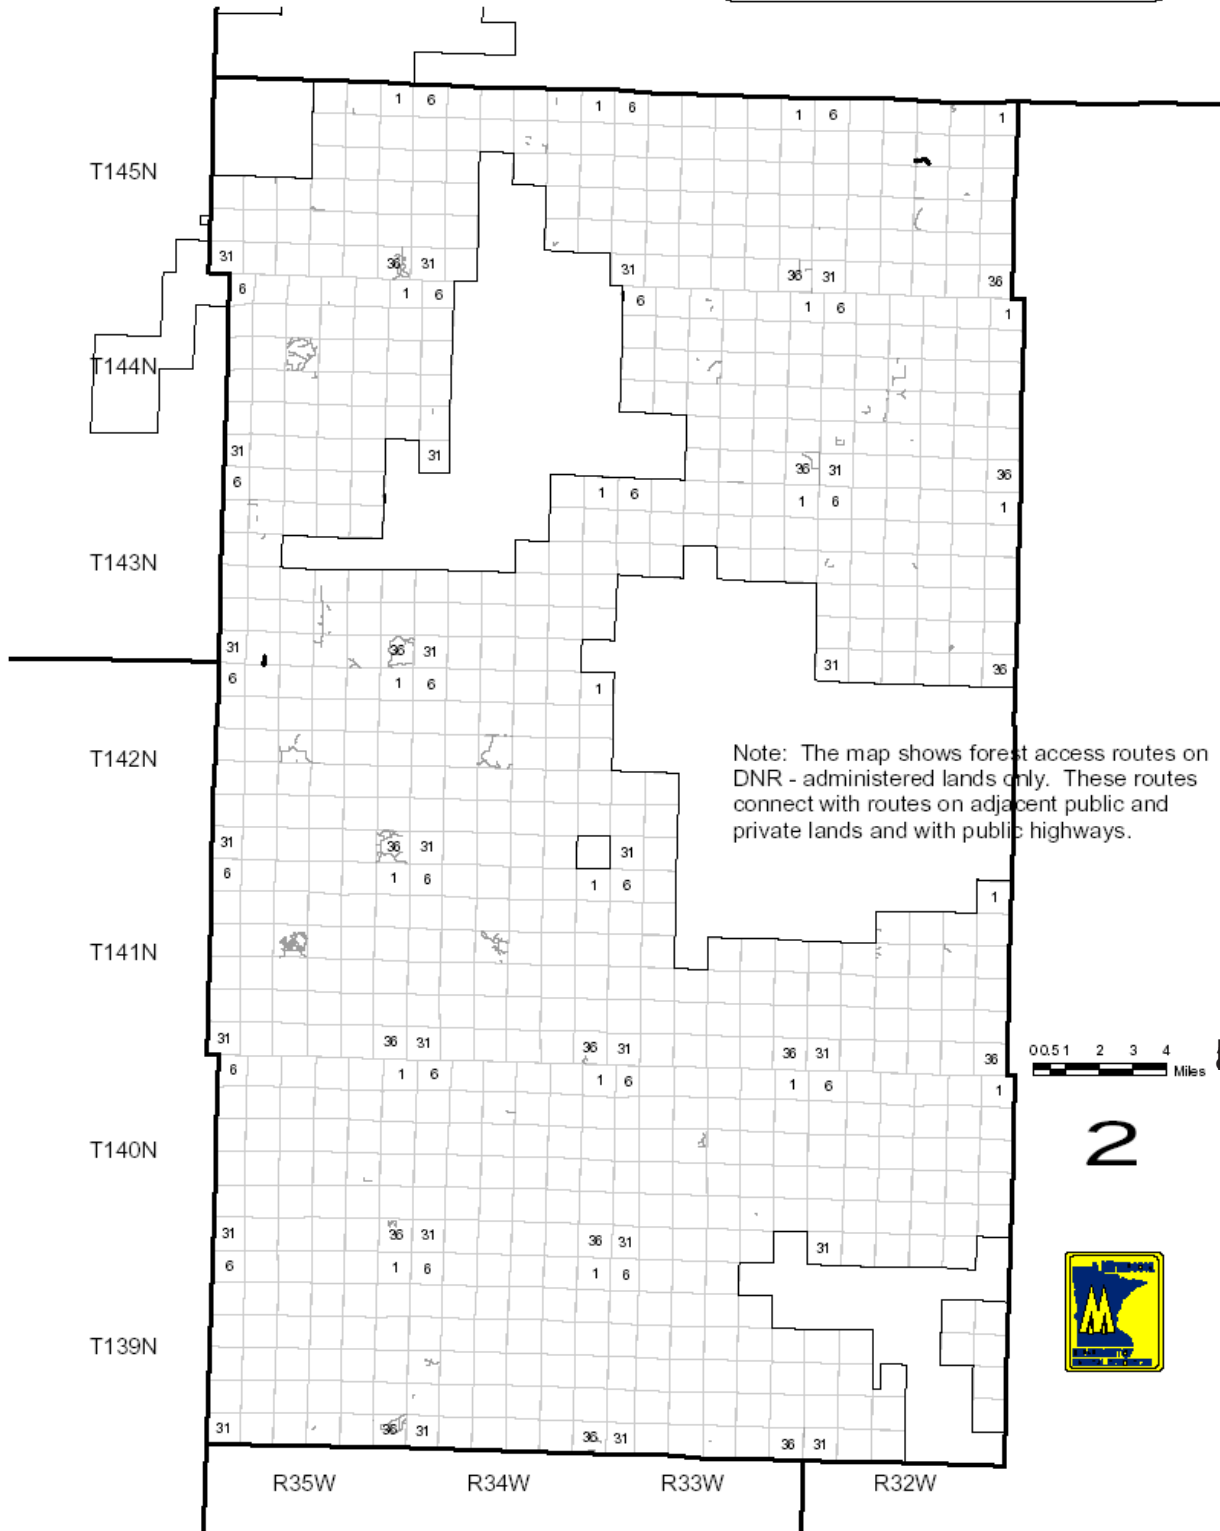 1 6 1 6 1 6 1
T145N
31 36 31 31 36 31 36
6 1 6 6 1 6 1
T144N
31 31 36 31 36
6 1 6 1 6 1
T143N
31 36 31 31 36
6 1 6 1
T142N
Note: The map shows forest access routes on
DNR - administered lands only. These routes
connect with routes on adjacent public and
private lands and with public highways.
31 36 31 31
6 1 6 1 6 1
T141N
31 36 31 36 31 36 31 36
0 0.5 1 2 3 4
Miles
6 1 6 1 6 1 6 1
T140N
2
31 36 31 36 31 31
6 1 6 1 6
T139N
31 36 31 36 31 36 31
R35W R34W R33W R32W